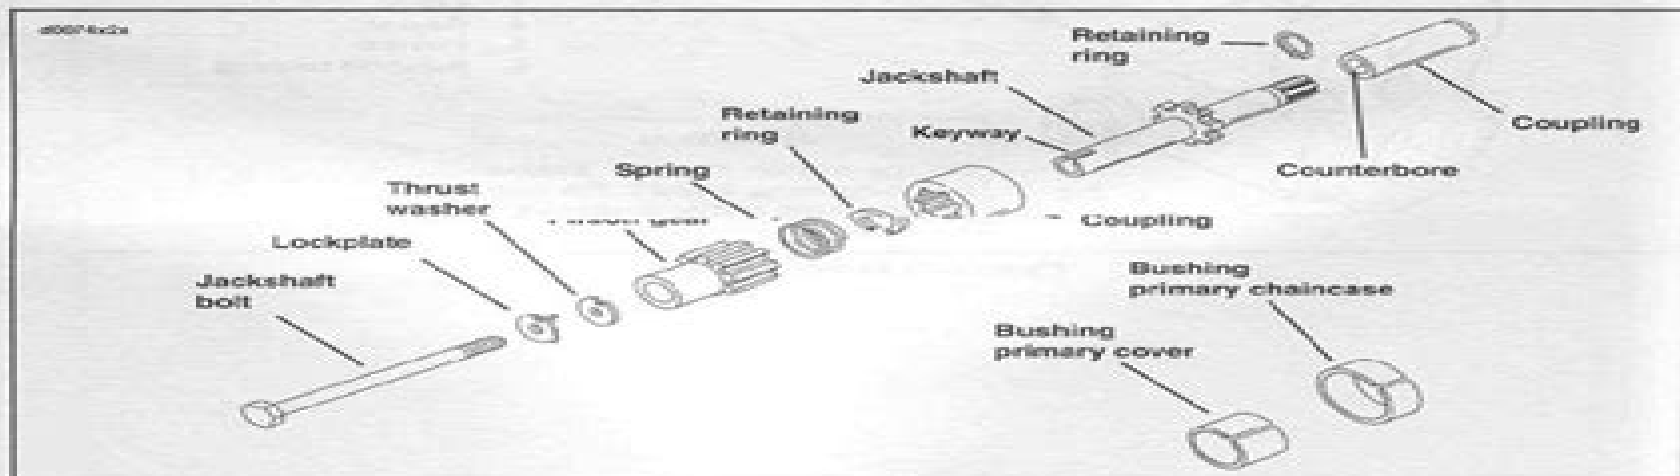 Retaining
ring
Jackshaft
Coupling
Retaining
ring
Keyway
Counterbore
Spring
Thrust
washer
Coupling
Lockplate
Jackshaft
bolt
Bushing
primary chaincase
Bushing
primary cover